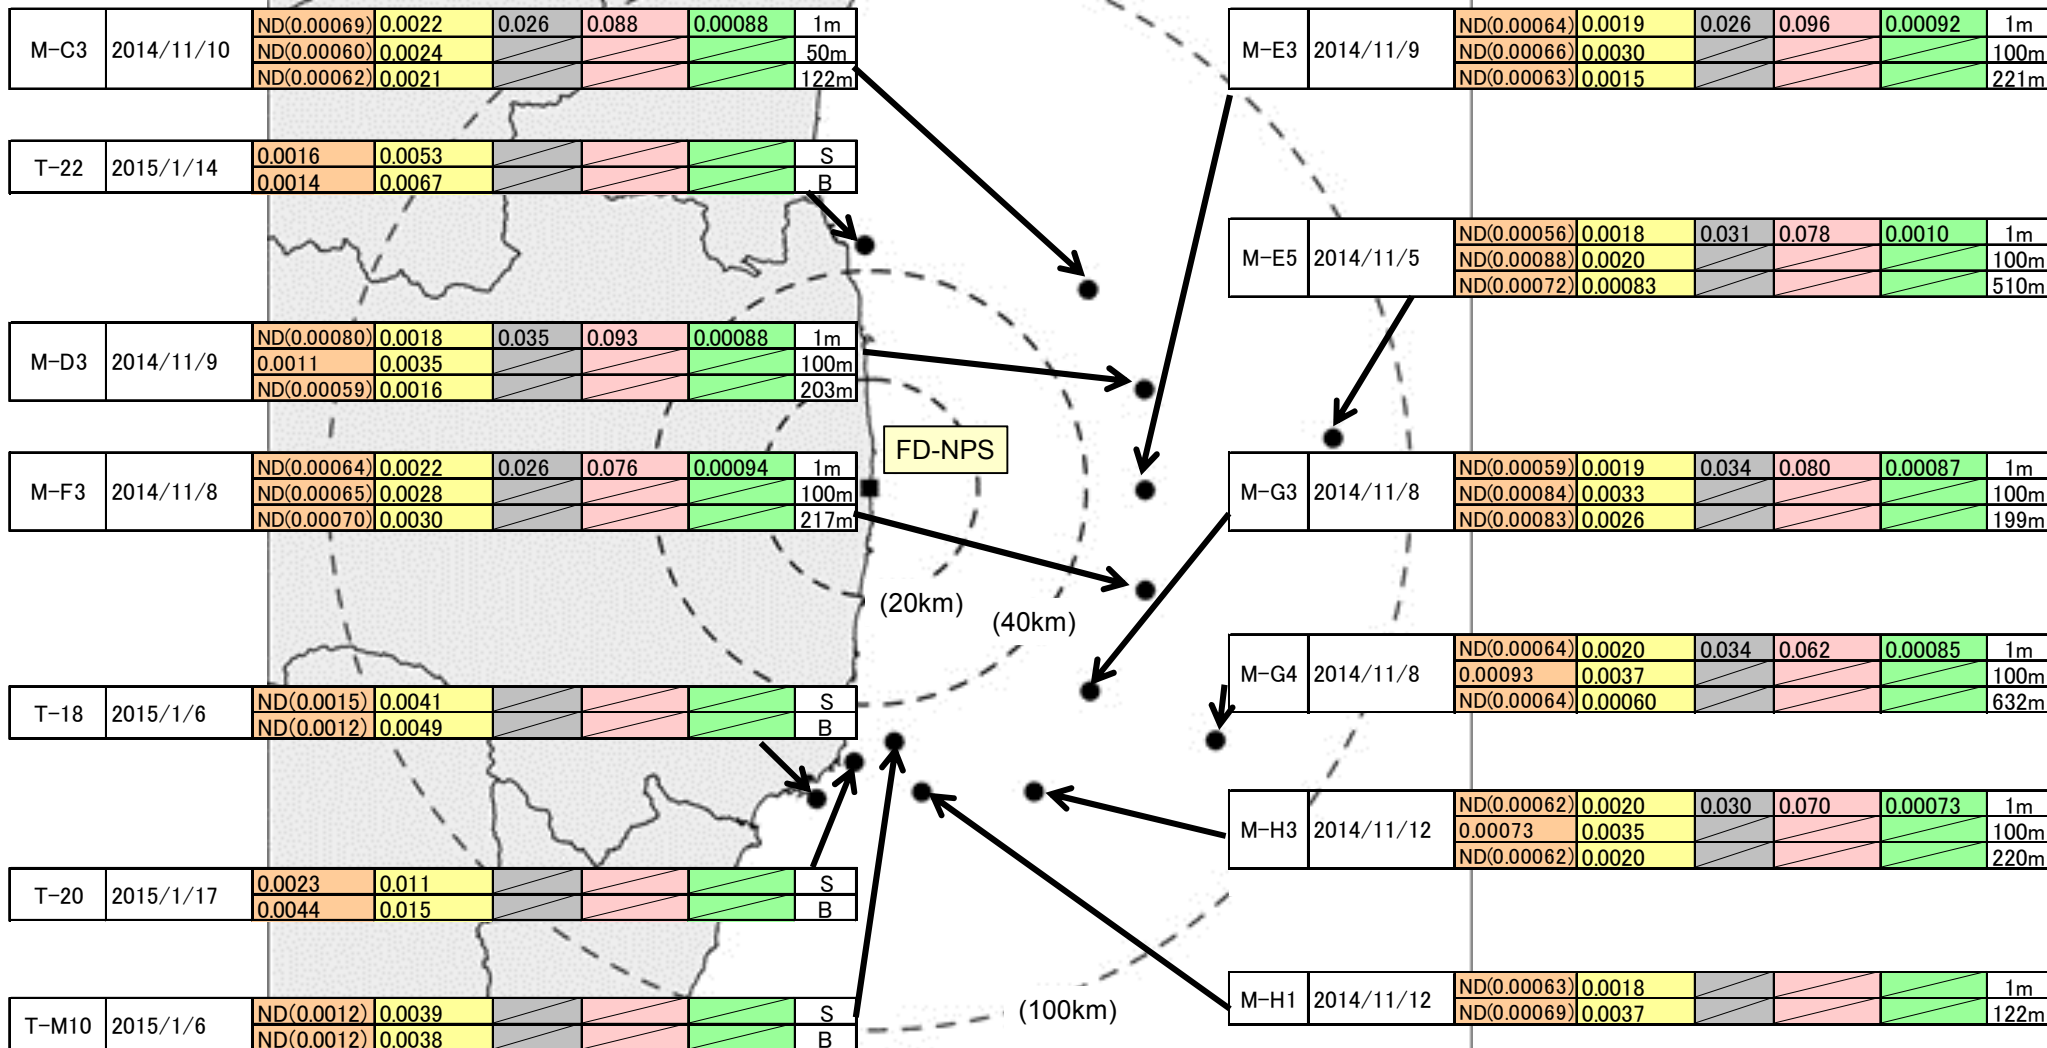 M-C3 2014/11/10 ND(0.00069) 0.0022 0.026 0.088 0.00088 1m
ND(0.00060) 0.0024 50m
ND(0.00062) 0.0021 122m
T-22 2015/1/14 0.0016 0.0053 S
0.0014 0.0067 B
M-D3 2014/11/9 ND(0.00080) 0.0018 0.035 0.093 0.00088 1m
0.0011 0.0035 100m
ND(0.00059) 0.0016 203m
M-F3 2014/11/8 ND(0.00064) 0.0022 0.026 0.076 0.00094 1m
ND(0.00065) 0.0028 100m
ND(0.00070) 0.0030 217m
T-18 2015/1/6 ND(0.0015) 0.0041 S
ND(0.0012) 0.0049 B
T-20 2015/1/17 0.0023 0.011 S
0.0044 0.015 B
T-M10 2015/1/6 ND(0.0012) 0.0039 S
ND(0.0012) 0.0038 B
FD-NPS
(20km)
(40km)
(100km)
M-E3 2014/11/9 ND(0.00064) 0.0019 0.026 0.096 0.00092 1m
ND(0.00066) 0.0030 100m
ND(0.00063) 0.0015 221m
M-E5 2014/11/5 ND(0.00056) 0.0018 0.031 0.078 0.0010 1m
ND(0.00088) 0.0020 100m
ND(0.00072) 0.00083 510m
M-G3 2014/11/8 ND(0.00059) 0.0019 0.034 0.080 0.00087 1m
ND(0.00084) 0.0033 100m
ND(0.00083) 0.0026 199m
M-G4 2014/11/8 ND(0.00064) 0.0020 0.034 0.062 0.00085 1m
0.00093 0.0037 100m
ND(0.00064) 0.00060 632m
M-H3 2014/11/12 ND(0.00062) 0.0020 0.030 0.070 0.00073 1m
0.00073 0.0035 100m
ND(0.00062) 0.0020 220m
M-H1 2014/11/12 ND(0.00063) 0.0018 1m
ND(0.00069) 0.0037 122m